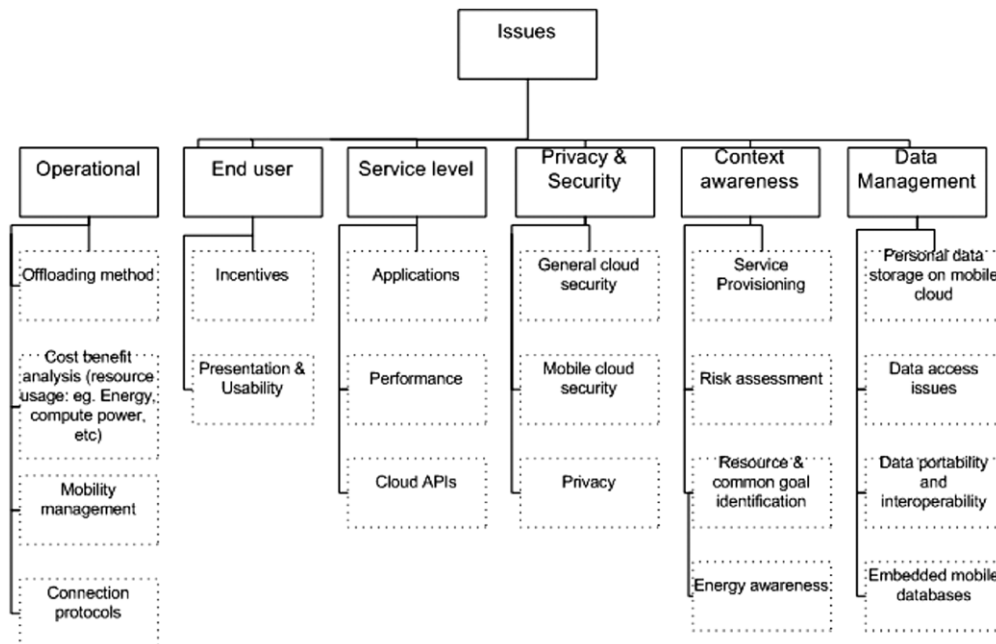 Issues
Operational
End user
Service level
Privacy &
Security
Context
awareness
Data
Management
Offloading method
Cost benefit
analysis (resource
usage: eg. Energy,
compute power,
etc)
Mobility
management
Connection
protocols
Incentives
Presentation &
Usability
Applications
Performance
Cloud APIs
General cloud
security
Mobile cloud
security
Privacy
Service
Provisioning
Risk assessment
Resource &
common goal
identification
Energy awareness
Personal data
storage on mobile
cloud
Data access
issues
Data portability
and
interoperability
Embedded mobile
databases